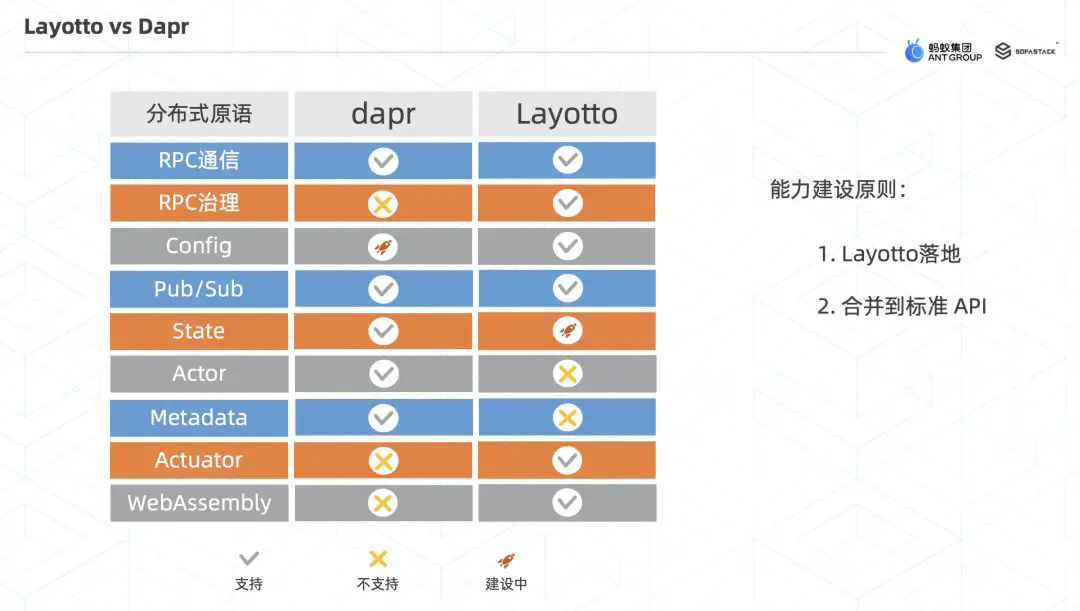 Layotto vs Dapr
蚂蚁集团
ANT GROUP
SOFASTACK
分布式原语 dapr Layotto
RPC通信
RPC治理
Config
Pub/Sub
State
Actor
Metadata
Actuator
WebAssembly
能力建设原则：
1. Layotto落地
2. 合并到标准 API
支持 不支持 建设中